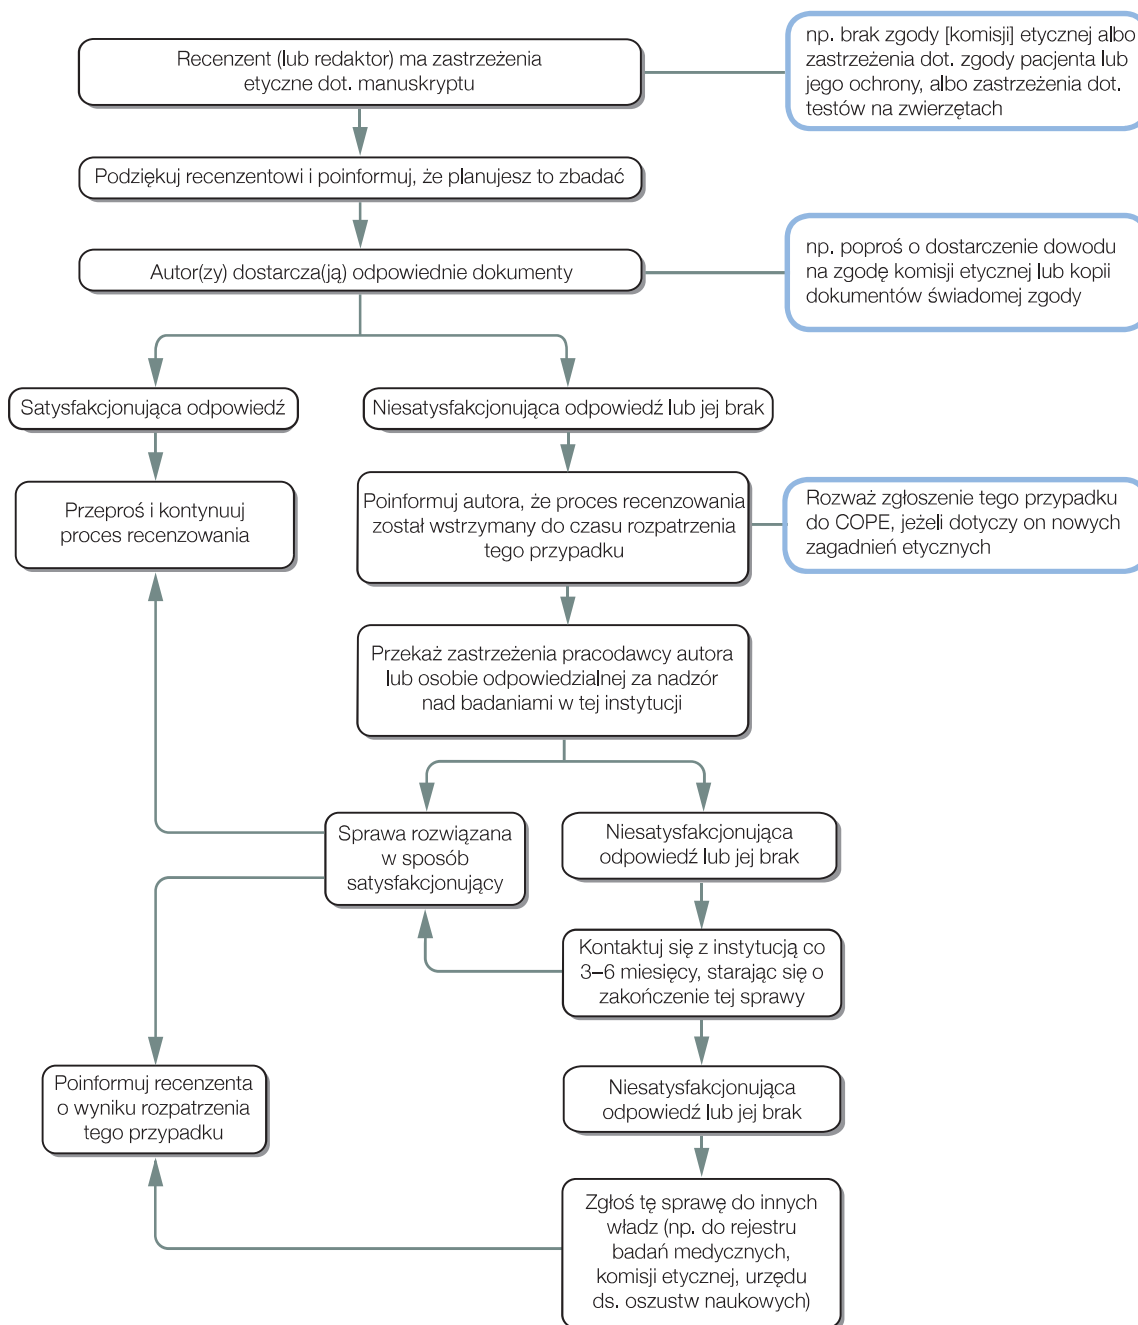 Recenzent (lub redaktor) ma zastrzeżenia
etyczne dot. manuskryptu
np. brak zgody [komisji] etycznej albo
zastrzeżenia dot. zgody pacjenta lub
jego ochrony, albo zastrzeżenia dot.
testów na zwierzętach
Podziękuj recenzentowi i poinformuj, że planujesz to zbadać
Autor(zy) dostarcza(ją) odpowiednie dokumenty
np. poproś o dostarczenie dowodu
na zgodę komisji etycznej lub kopii
dokumentów świadomej zgody
Satysfakcjonująca odpowiedź
Niesatysfakcjonująca odpowiedź lub jej brak
Przeproś i kontynuuj
proces recenzowania
Poinformuj autora, że proces recenzowania
został wstrzymany do czasu rozpatrzenia
tego przypadku
Rozważ zgłoszenie tego przypadku
do COPE, jeżeli dotyczy on nowych
zagadnień etycznych
Przekaż zastrzeżenia pracodawcy autora
lub osobie odpowiedzialnej za nadzór
nad badaniami w tej instytucji
Sprawa rozwiązana
w sposób
satysfakcjonujący
Niesatysfakcjonująca
odpowiedź lub jej brak
Kontaktuj się z instytucją co
3–6 miesięcy, starając się o
zakończenie tej sprawy
Poinformuj recenzenta
o wyniku rozpatrzenia
tego przypadku
Niesatysfakcjonująca
odpowiedź lub jej brak
Zgłoś tę sprawę do innych
władz (np. do rejestru
badań medycznych,
komisji etycznej, urzędu
ds. oszustw naukowych)